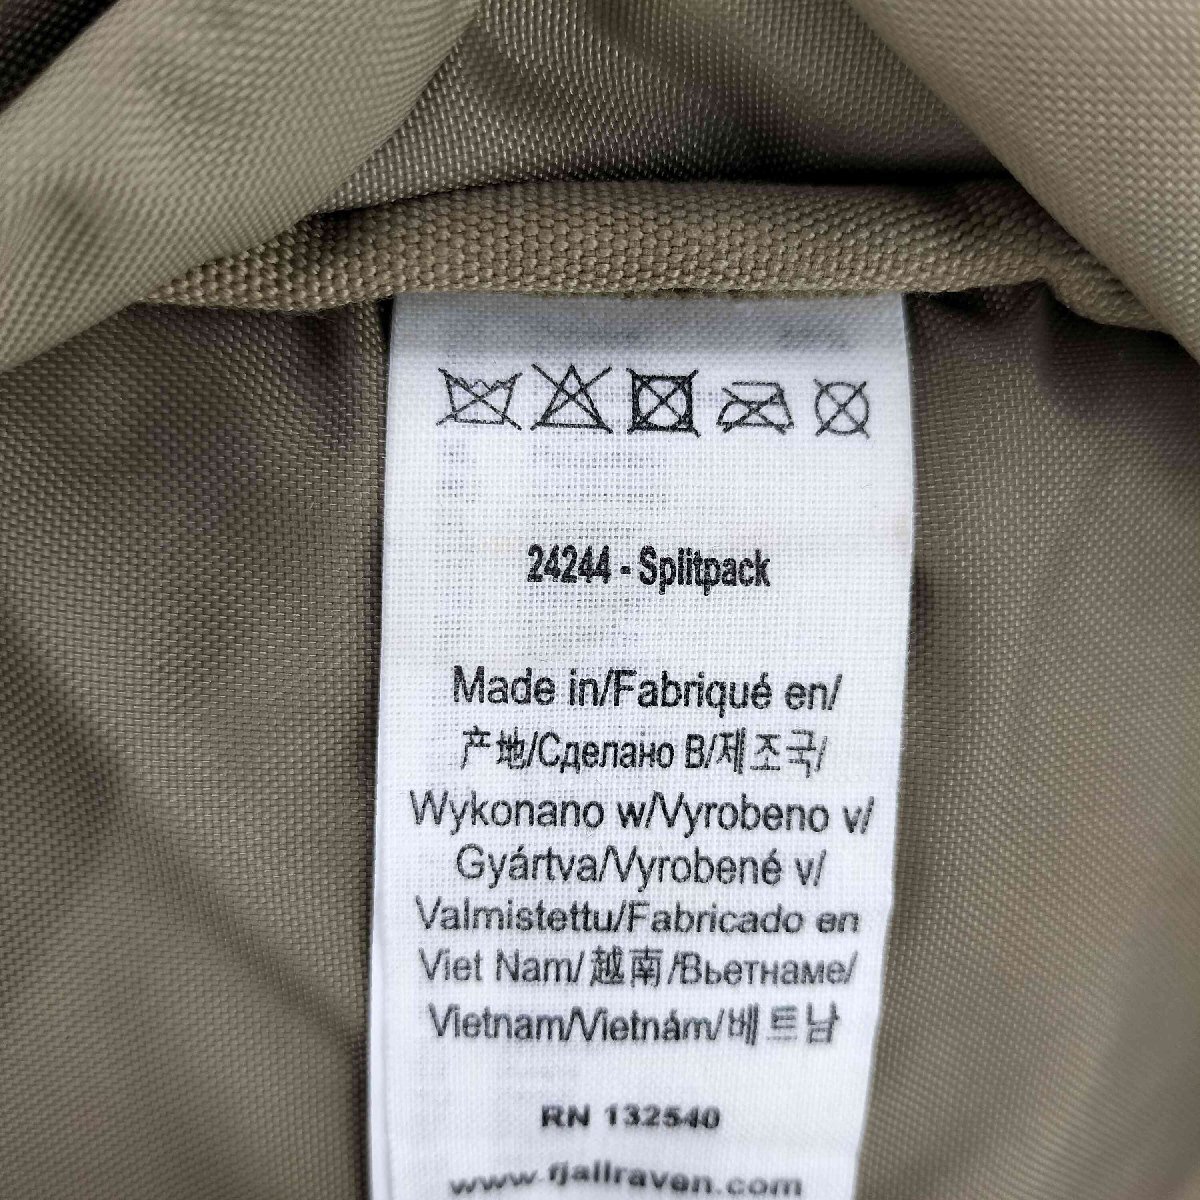 24244 - Splitpack
Made in/Fabriqué en/
产地/Сделано В/제조국/
Wykonano w/Vyrobeno v/
Gyártva/Vyrobené v/
Valmistettu/Fabricado en
Viet Nam/越南/Вьетнаме/
Vietnam/Vietnám/베트남
RN 132540
www.fjallraven.com